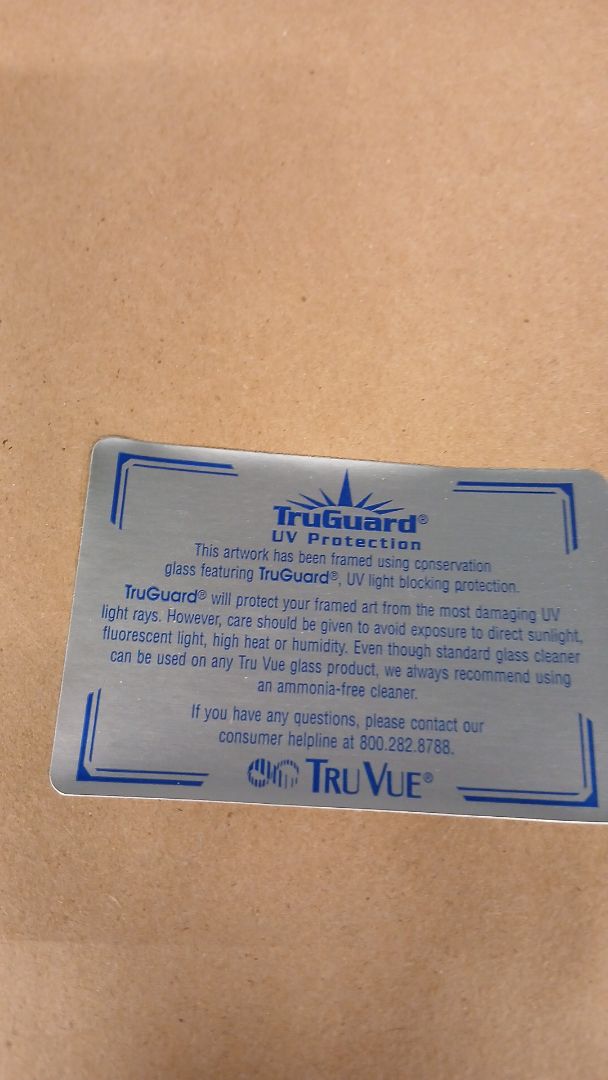 TruGuard®
UV Protection
This artwork has been framed using conservation
glass featuring TruGuard®, UV light blocking protection.
TruGuard® will protect your framed art from the most damaging UV
light rays. However, care should be given to avoid exposure to direct sunlight,
fluorescent light, high heat or humidity. Even though standard glass cleaner
can be used on any Tru Vue glass product, we always recommend using
an ammonia-free cleaner.
If you have any questions, please contact our
consumer helpline at 800.282.8788.
TRU VUE®